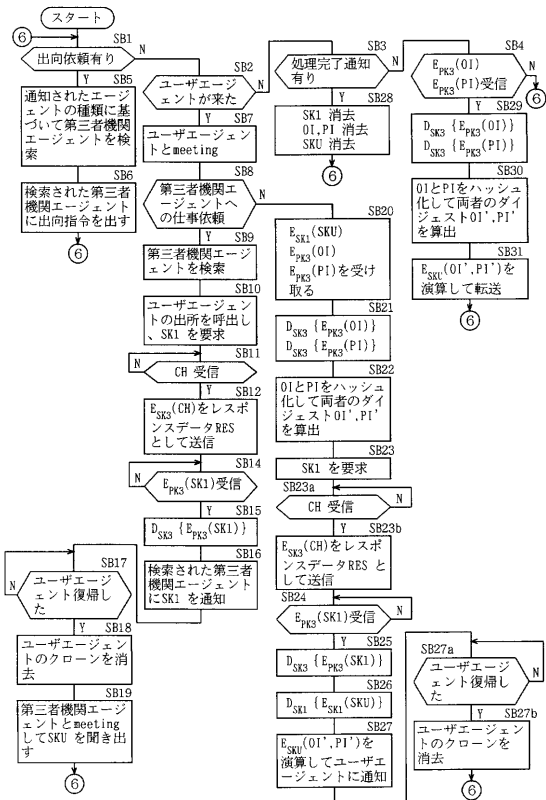 スタート
⑥
SB1
出向依頼有り
N
Y
SB5
通知されたエージェ
ントの種類に基
づいて第三者機関
エージェントを検
索
SB6
検索された第三者
機関エージェント
に出向指令を出す
⑥
SB2
ユーザエージェ
ントが来た
N
Y
SB7
ユーザエージェ
ントとmeeting
SB8
第三者機関エ
ージェントへ
の仕事依頼
N
Y
SB9
第三者機関エージ
ェントを検索
SB10
ユーザエージェ
ントの出所を呼出し
、SK1 を要求
SB11
N
CH 受信
Y
SB12
E_SK3(CH)をレスポ
ンスデータRES
として送信
SB14
N
E_PK3(SK1)受信
Y
SB15
D_SK3 {E_PK3(SK1)}
SB16
検索された第三者
機関エージェント
にSK1 を通知
SB17
N
ユーザエージ
ェント復帰し
た
Y
SB18
ユーザエージェ
ントのクローンを消
去
SB19
第三者機関エージ
ェントとmeeting
してSKU を聞き出
す
⑥
SB3
処理完了通知
有り
N
Y
SB28
SK1 消去
OI,PI 消去
SKU 消去
⑥
SB20
E_SK1(SKU)
E_PK3(OI)
E_PK3(PI)を受け
取る
SB21
D_SK3 {E_PK3(OI)}
D_SK3 {E_PK3(PI)}
SB22
OIとPIをハッシュ
化して両者のダイ
ジェストOI',PI'
を算出
SB23
SK1 を要求
SB23a
CH 受信
N
Y
SB23b
E_SK3(CH)をレスポ
ンスデータRES と
して送信
SB24
E_PK3(SK1)受信
N
Y
SB25
D_SK3 {E_PK3(SK1)}
SB26
D_SK1 {E_SK1(SKU)}
SB27
E_SKU(OI',PI')を
演算してユーザエ
ージェントに通知
SB4
E_PK3(OI)
E_PK3(PI)受信
N
⑥
Y
SB29
D_SK3 {E_PK3(OI)}
D_SK3 {E_PK3(PI)}
SB30
OIとPIをハッシュ
化して両者のダイ
ジェストOI',PI'
を算出
SB31
E_SKU(OI',PI')を
演算して転送
⑥
SB27a
ユーザエージ
ェント復帰し
た
N
Y
SB27b
ユーザエージェ
ントのクローンを
消去
⑥